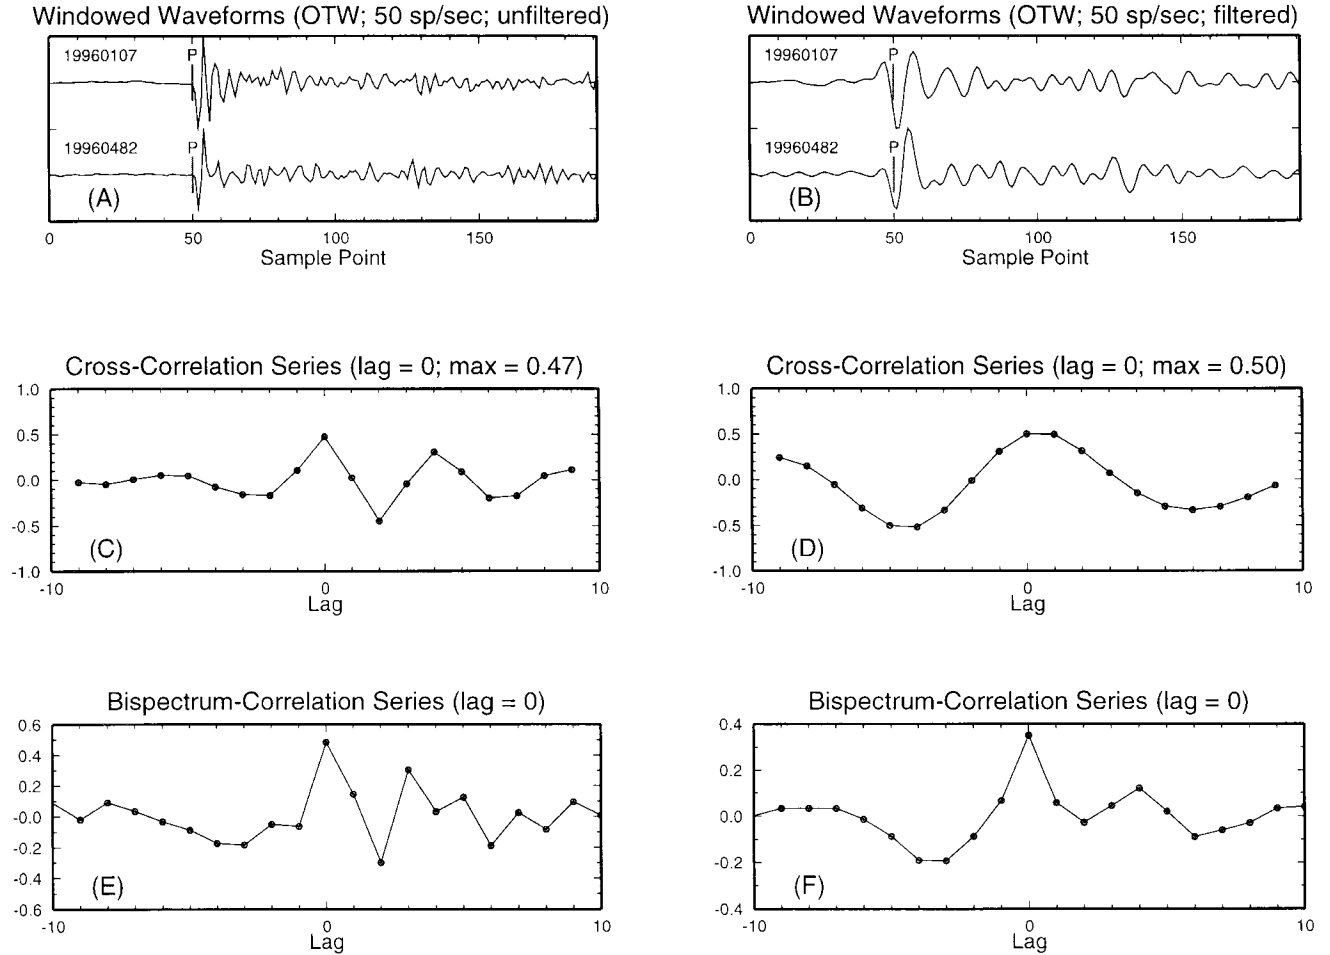 Windowed Waveforms (OTW; 50 sp/sec; unfiltered)
19960107
P
19960482
P
(A)
0 50 100 150
Sample Point
Windowed Waveforms (OTW; 50 sp/sec; filtered)
19960107
P
19960482
P
(B)
0 50 100 150
Sample Point
Cross-Correlation Series (lag = 0; max = 0.47)
1.0
0.5
0.0
-0.5
-1.0
(C)
-10 0 10
Lag
Cross-Correlation Series (lag = 0; max = 0.50)
1.0
0.5
0.0
-0.5
-1.0
(D)
-10 0 10
Lag
Bispectrum-Correlation Series (lag = 0)
0.6
0.4
0.2
-0.0
-0.2
-0.4
-0.6
(E)
-10 0 10
Lag
Bispectrum-Correlation Series (lag = 0)
0.4
0.2
0.0
-0.2
-0.4
(F)
-10 0 10
Lag